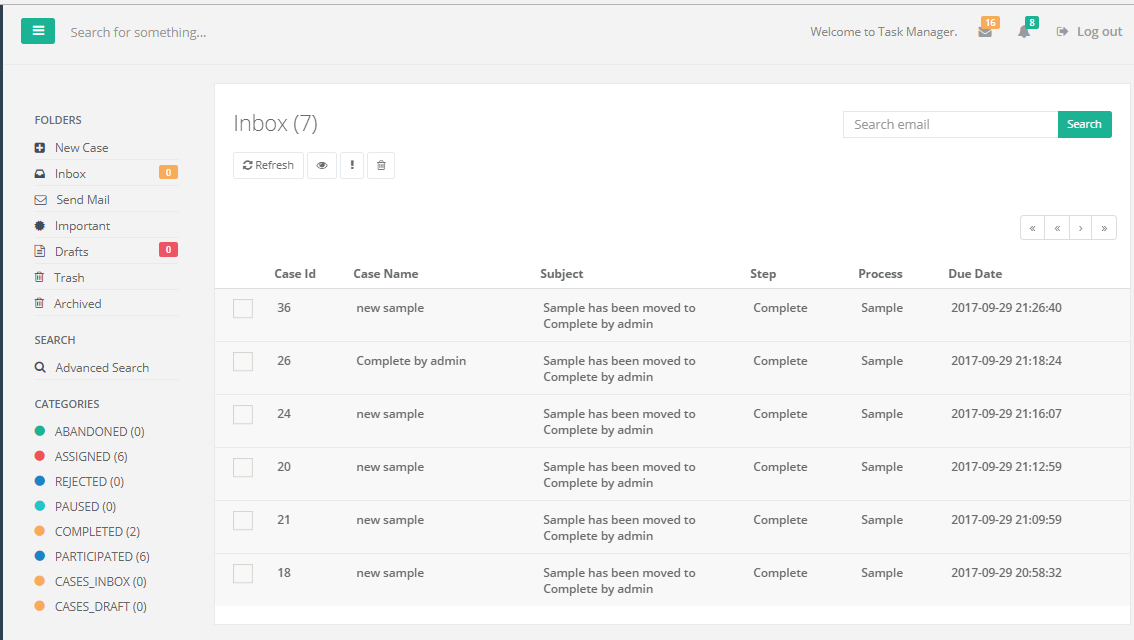 Search for something...
Welcome to Task Manager.
16
8
Log out
FOLDERS
New Case
Inbox 0
Send Mail
Important
Drafts 0
Trash
Archived
SEARCH
Advanced Search
CATEGORIES
ABANDONED (0)
ASSIGNED (6)
REJECTED (0)
PAUSED (0)
COMPLETED (2)
PARTICIPATED (6)
CASES_INBOX (0)
CASES_DRAFT (0)
Inbox (7)
Search email
Search
Refresh
« « › »
Case Id Case Name Subject Step Process Due Date
36 new sample Sample has been moved to Complete Sample 2017-09-29 21:26:40
Complete by admin
26 Complete by admin Sample has been moved to Complete Sample 2017-09-29 21:18:24
Complete by admin
24 new sample Sample has been moved to Complete Sample 2017-09-29 21:16:07
Complete by admin
20 new sample Sample has been moved to Complete Sample 2017-09-29 21:12:59
Complete by admin
21 new sample Sample has been moved to Complete Sample 2017-09-29 21:09:59
Complete by admin
18 new sample Sample has been moved to Complete Sample 2017-09-29 20:58:32
Complete by admin